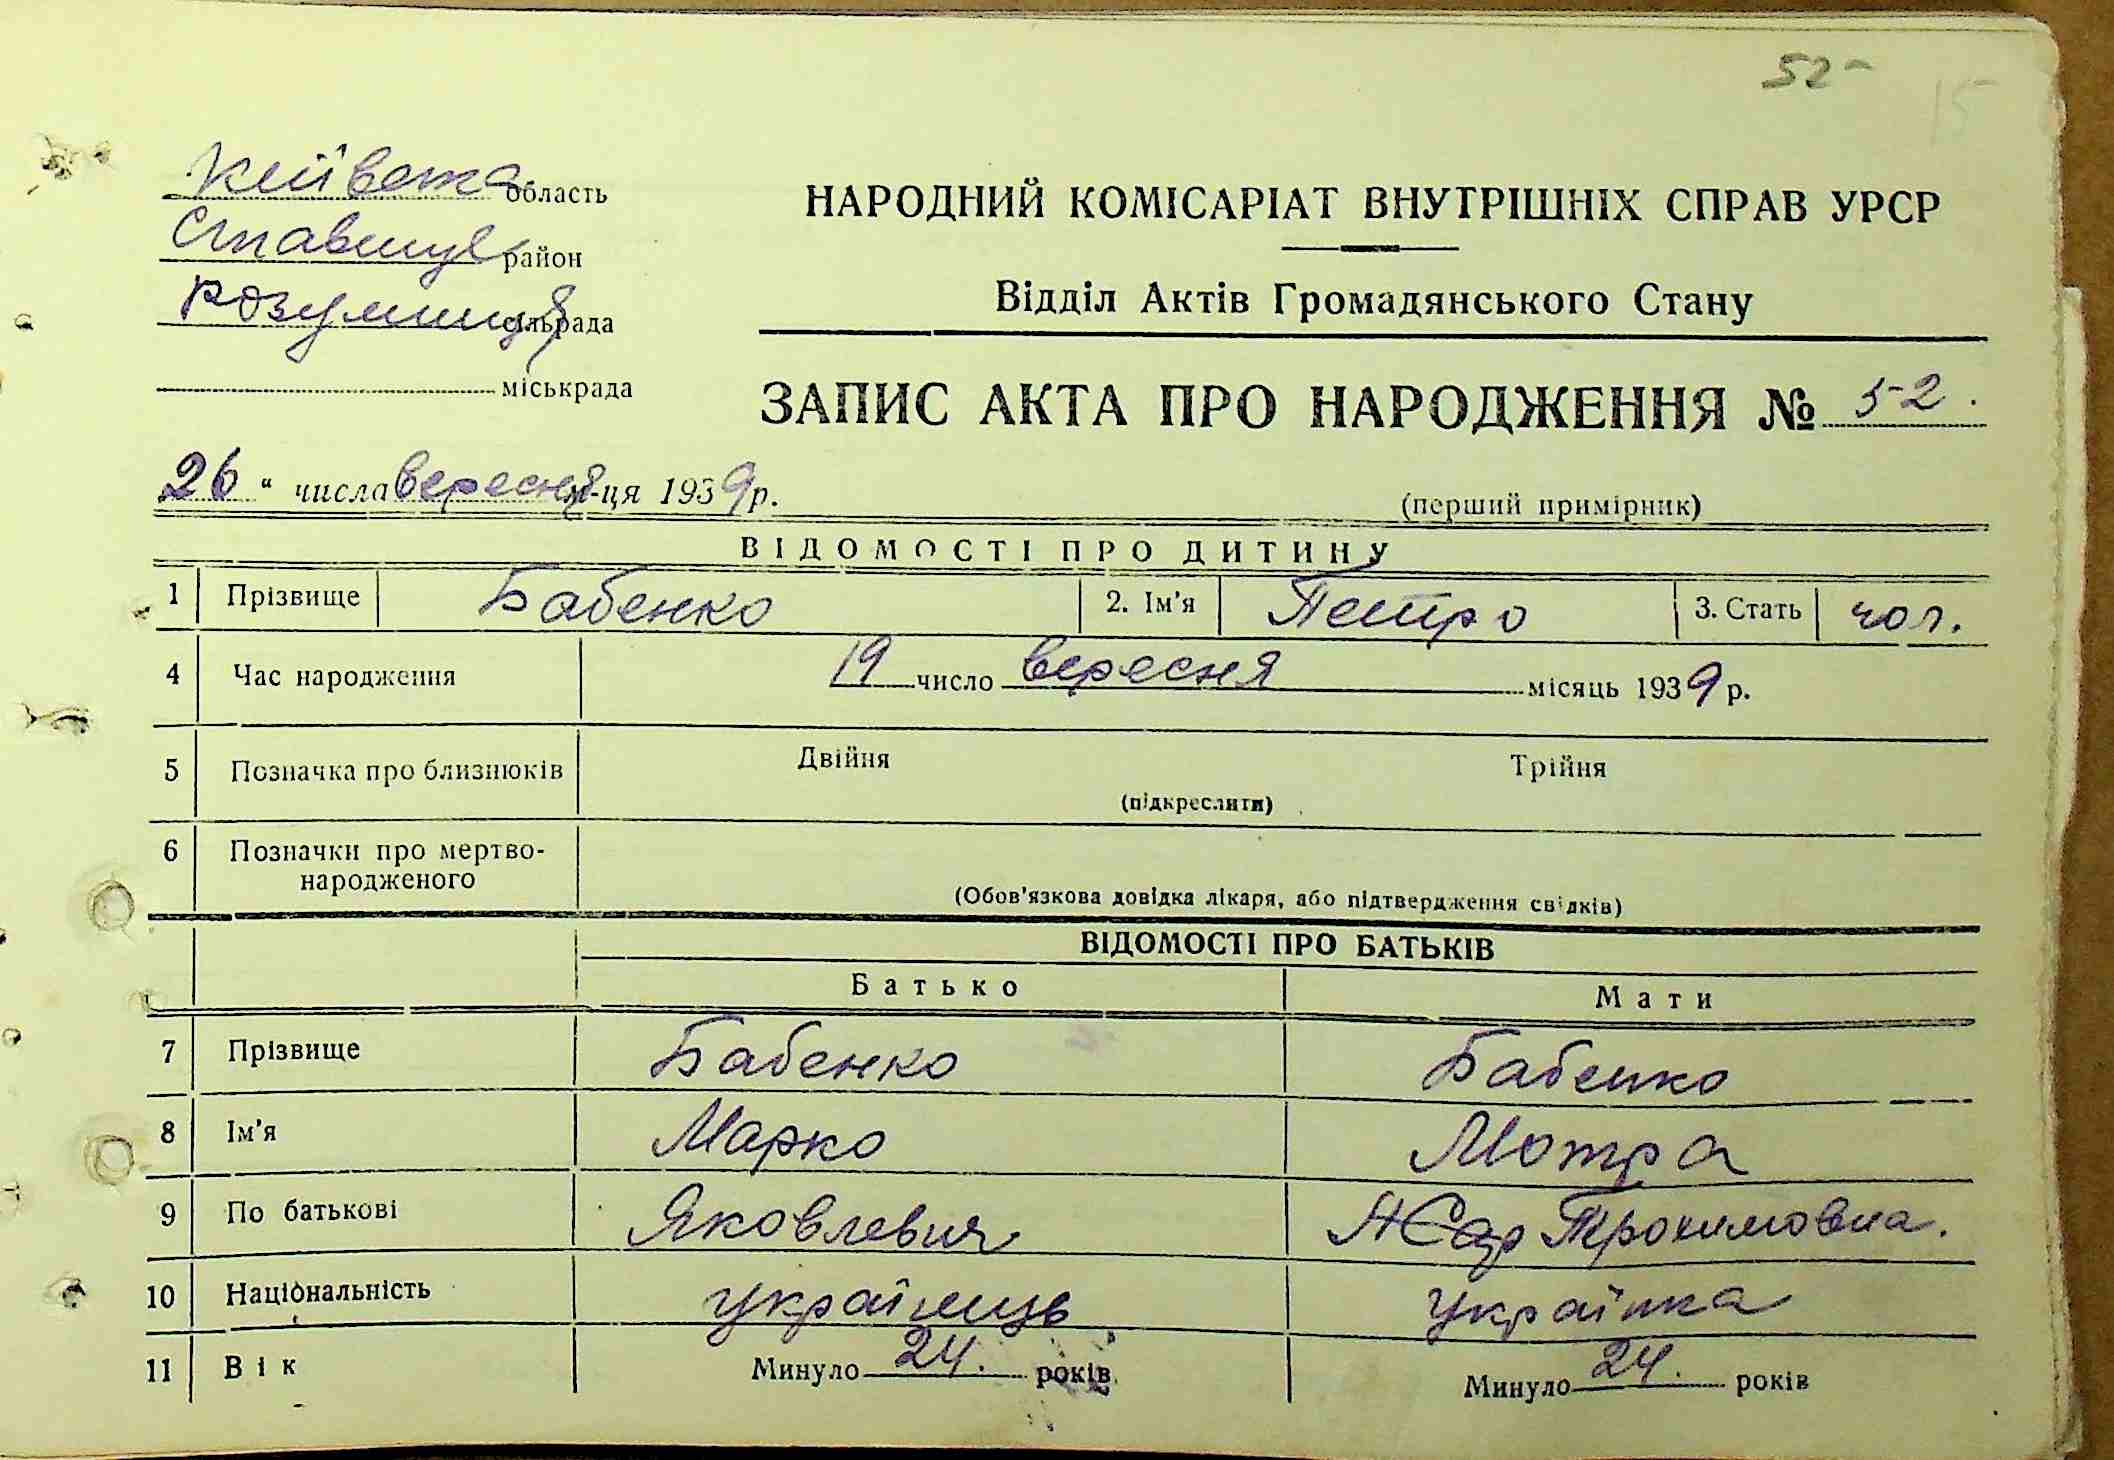 52-
15
Київська область
Ставищ район
Розумниц сільрада
міськрада
НАРОДНИЙ КОМІСАРІАТ ВНУТРІШНІХ СПРАВ УРСР
Відділ Актів Громадянського Стану
ЗАПИС АКТА ПРО НАРОДЖЕННЯ № 52.
26 " числа вересня м-ця 1939 р.
(перший примірник)
ВІДОМОСТІ ПРО ДИТИНУ
1 Прізвище Бабенко 2. Ім'я Петро 3. Стать чол.
4 Час народження 19 число вересня місяць 1939 р.
5 Позначка про близнюків Двійня Трійня
(підкреслити)
6 Позначки про мертво-
народженого
(Обов'язкова довідка лікаря, або підтвердження свідків)
ВІДОМОСТІ ПРО БАТЬКІВ
Батько Мати
7 Прізвище Бабенко Бабенко
8 Ім'я Марко Мотра
9 По батькові Яковлевич Трохимовна.
10 Національність українець українка
11 Вік Минуло 24. років Минуло 24. років